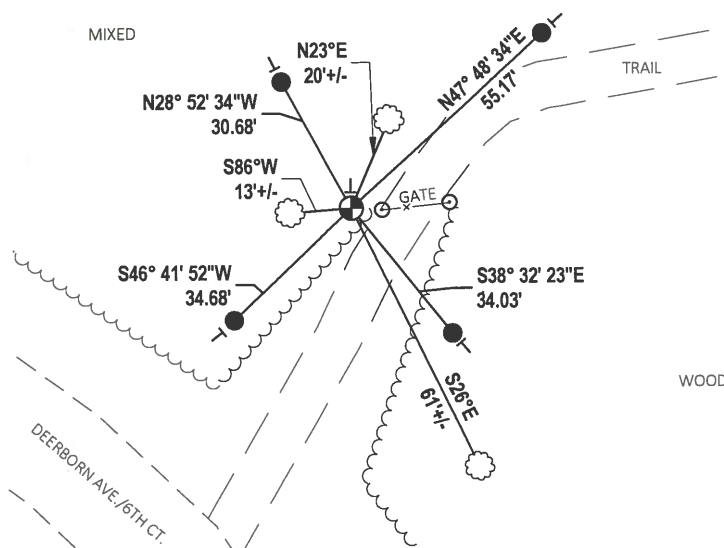 MIXED
N23°E
20'+/-
N47° 48' 34"E
55.17'
TRAIL
N28° 52' 34"W
30.68'
S86°W
13'+/-
GATE
x
S46° 41' 52"W
34.68'
S38° 32' 23"E
34.03'
S26°E
61'+/-
WOOD
DEERBORN AVE./6TH CT.